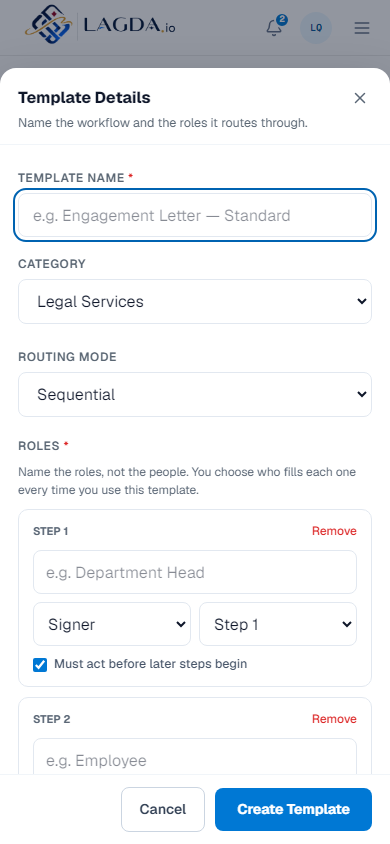 LAGDA.io
2
LQ
Template Details
Name the workflow and the roles it routes through.
TEMPLATE NAME *
e.g. Engagement Letter — Standard
CATEGORY
Legal Services
ROUTING MODE
Sequential
ROLES *
Name the roles, not the people. You choose who fills each one
every time you use this template.
STEP 1
Remove
e.g. Department Head
Signer
Step 1
Must act before later steps begin
STEP 2
Remove
e.g. Employee
Cancel
Create Template